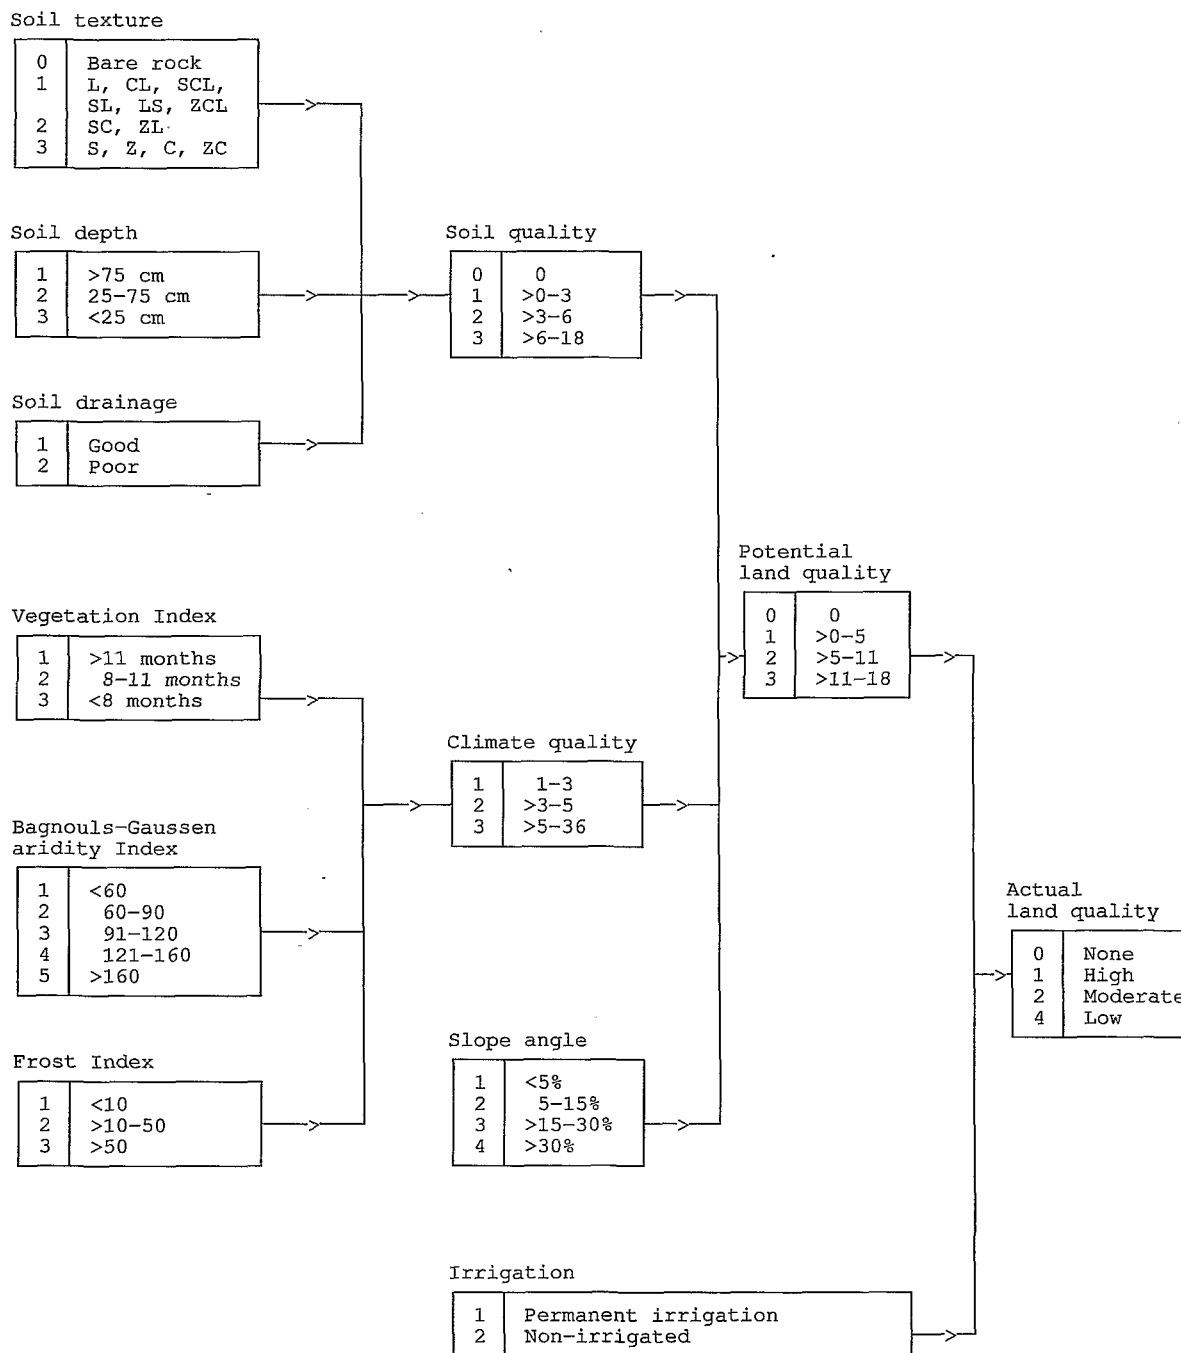 Soil texture
0 Bare rock
1 L, CL, SCL,
SL, LS, ZCL
2 SC, ZL
3 S, Z, C, ZC
Soil depth
1 >75 cm
2 25-75 cm
3 <25 cm
Soil quality
0 0
1 >0-3
2 >3-6
3 >6-18
Soil drainage
1 Good
2 Poor
Potential
land quality
0 0
1 >0-5
2 >5-11
3 >11-18
Vegetation Index
1 >11 months
2 8-11 months
3 <8 months
Climate quality
1 1-3
2 >3-5
3 >5-36
Bagnouls-Gaussen
aridity Index
1 <60
2 60-90
3 91-120
4 121-160
5 >160
Actual
land quality
0 None
1 High
2 Moderate
4 Low
Frost Index
1 <10
2 >10-50
3 >50
Slope angle
1 <5%
2 5-15%
3 >15-30%
4 >30%
Irrigation
1 Permanent irrigation
2 Non-irrigated